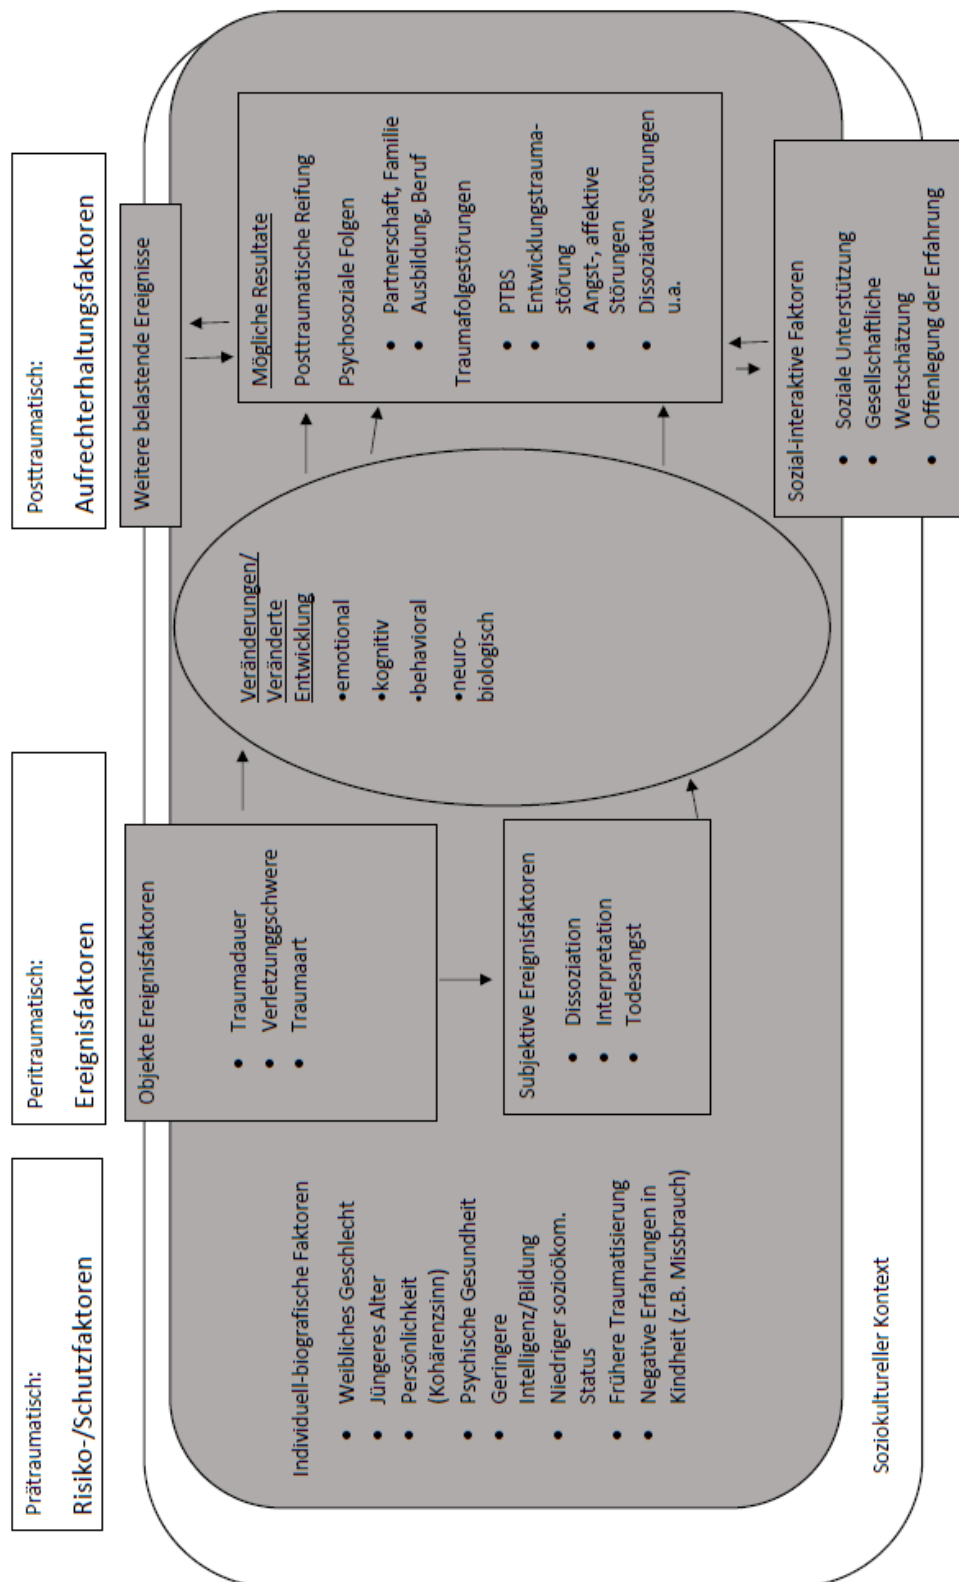 Prätraumatisch:
Risiko-/Schutzfaktoren
Peritraumatisch:
Ereignisfaktoren
Posttraumatisch:
Aufrechterhaltungsfaktoren
Individuell-biografische Faktoren
• Weibliches Geschlecht
• Jüngeres Alter
• Persönlichkeit
(Kohärenzsinn)
• Psychische Gesundheit
• Geringere
Intelligenz/Bildung
• Niedriger sozioökom.
Status
• Frühere Traumatisierung
• Negative Erfahrungen in
Kindheit (z.B. Missbrauch)
Objekte Ereignisfaktoren
• Traumadauer
• Verletzunggschwere
• Traumaart
Subjektive Ereignisfaktoren
• Dissoziation
• Interpretation
• Todesangst
Veränderungen/
Veränderte
Entwicklung
•emotional
•kognitiv
•behavioral
•neuro-
biologisch
Weitere belastende Ereignisse
Mögliche Resultate
Posttraumatische Reifung
Psychosoziale Folgen
• Partnerschaft, Familie
• Ausbildung, Beruf
Traumafolgestörungen
• PTBS
• Entwicklungstrauma-
störung
• Angst-, affektive
Störungen
• Dissoziative Störungen
u.a.
Sozial-interaktive Faktoren
• Soziale Unterstützung
• Gesellschaftliche
Wertschätzung
• Offenlegung der Erfahrung
Soziokultureller Kontext